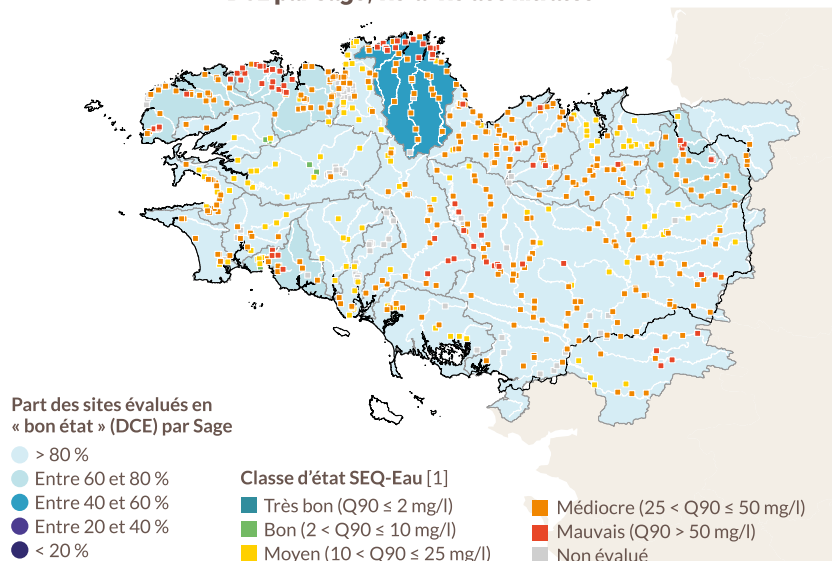 Part des sites évalués en
« bon état » (DCE) par Sage
> 80 %
Entre 60 et 80 %
Entre 40 et 60 %
Entre 20 et 40 %
< 20 %
Classe d’état SEQ-Eau [1]
Très bon (Q90 ≤ 2 mg/l)
Bon (2 < Q90 ≤ 10 mg/l)
Moyen (10 < Q90 ≤ 25 mg/l)
Médiocre (25 < Q90 ≤ 50 mg/l)
Mauvais (Q90 > 50 mg/l)
Non évalué